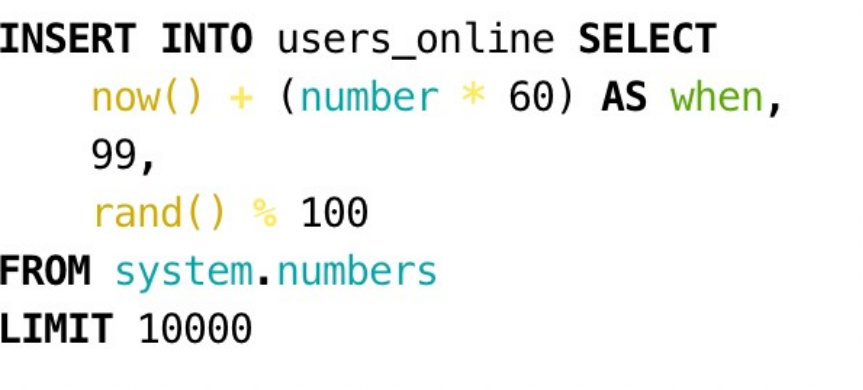 INSERT INTO users_online SELECT
    now() + (number * 60) AS when,
    99,
    rand() % 100
FROM system.numbers
LIMIT 10000